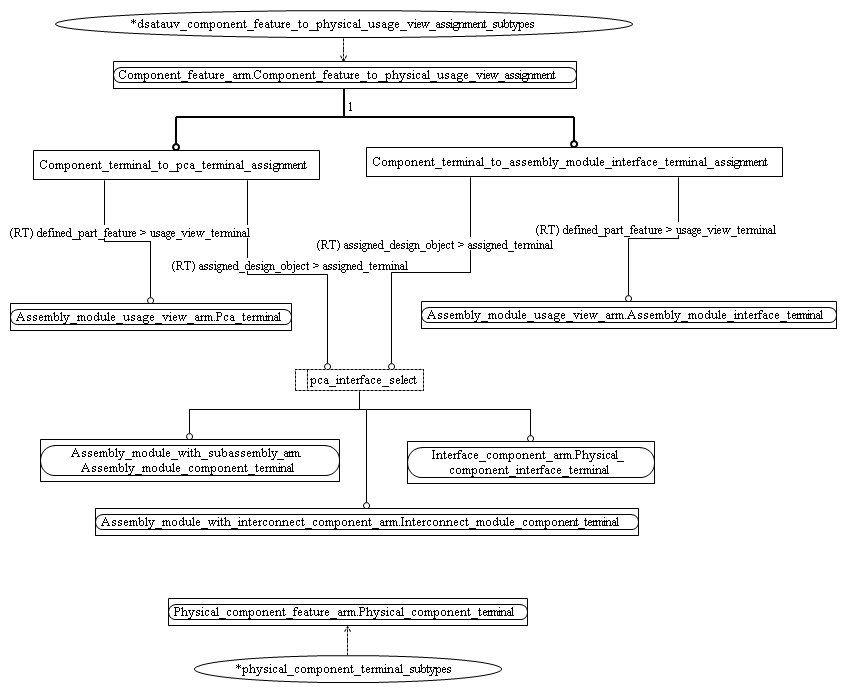 *dsatauv_component_feature_to_physical_usage_view_assignment_subtypes
Component_feature_arm.Component_feature_to_physical_usage_view_assignment
1
Component_terminal_to_pca_terminal_assignment
Component_terminal_to_assembly_module_interface_terminal_assignment
(RT) defined_part_feature > usage_view_terminal
(RT) defined_part_feature > usage_view_terminal
(RT) assigned_design_object > assigned_terminal
(RT) assigned_design_object > assigned_terminal
Assembly_module_usage_view_arm.Pca_terminal
Assembly_module_usage_view_arm.Assembly_module_interface_terminal
pca_interface_select
Assembly_module_with_subassembly_arm.
Assembly_module_component_terminal
Interface_component_arm.Physical_
component_interface_terminal
Assembly_module_with_interconnect_component_arm.Interconnect_module_component_terminal
Physical_component_feature_arm.Physical_component_terminal
*physical_component_terminal_subtypes